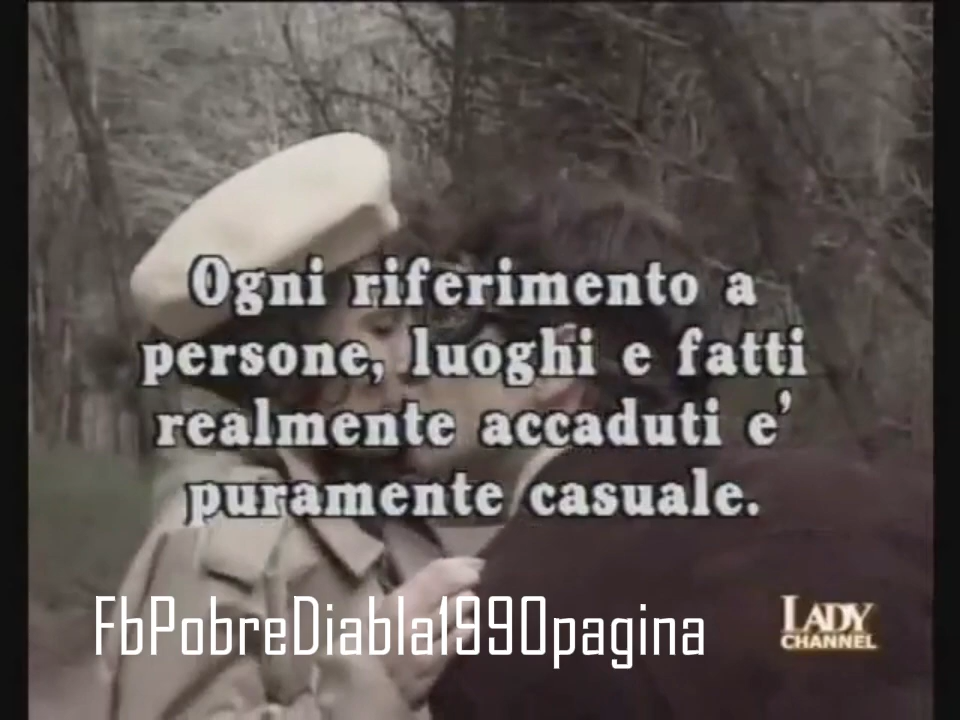 Ogni riferimento a
persone, luoghi e fatti
realmente accaduti e'
puramente casuale.
FbPobreDiabla1990pagina
LADY
CHANNEL